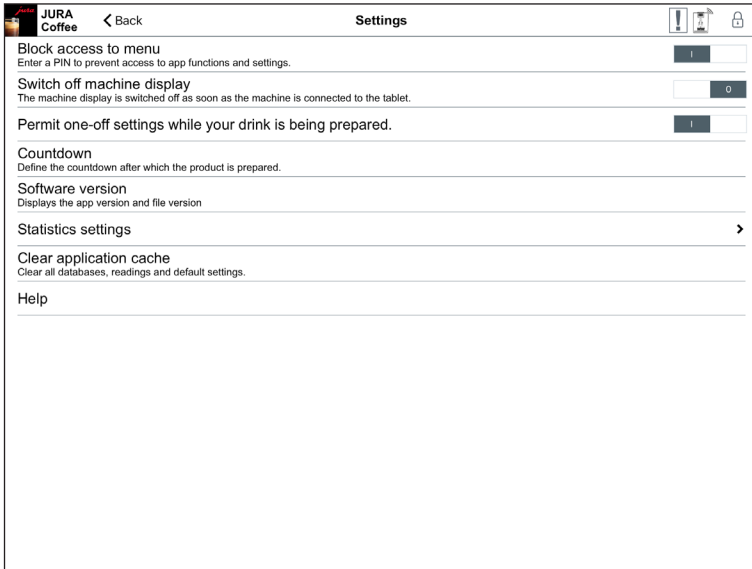 jura
JURA
Coffee
Back
Settings
Block access to menu
Enter a PIN to prevent access to app functions and settings.
I
Switch off machine display
The machine display is switched off as soon as the machine is connected to the tablet.
O
Permit one-off settings while your drink is being prepared.
I
Countdown
Define the countdown after which the product is prepared.
Software version
Displays the app version and file version
Statistics settings
Clear application cache
Clear all databases, readings and default settings.
Help